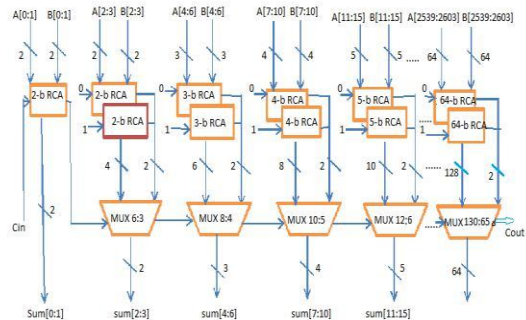 A[0:1] B[0:1] A[2:3] B[2:3] A[4:6] B[4:6] A[7:10] B[7:10] A[11:15] B[11:15] A[2539:2603] B[2539:2603]
2 2 2 2 3 3 4 4 5 5 ..... 64 64
0 0 0 0 0
2-b RCA 2-b RCA 3-b RCA 4-b RCA 5-b RCA 64-b RCA
1 2-b RCA 1 3-b RCA 1 4-b RCA 1 5-b RCA ...... 1 64-b RCA
4 2 6 2 8 2 10 2 ...... 128 2
2
Cin MUX 6:3 MUX 8:4 MUX 10:5 MUX 12;6 ...... MUX 130:65 Cout
2 3 4 5 64
Sum[0:1] sum[2:3] sum[4:6] sum[7:10] sum[11:15]